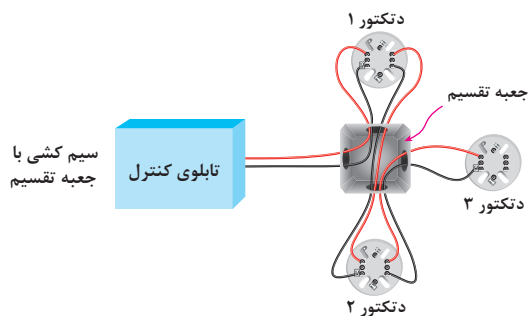 دتکتور ۱
جعبه تقسیم
سیم کشی با
جعبه تقسیم
تابلوی کنترل
دتکتور ۳
دتکتور ۲